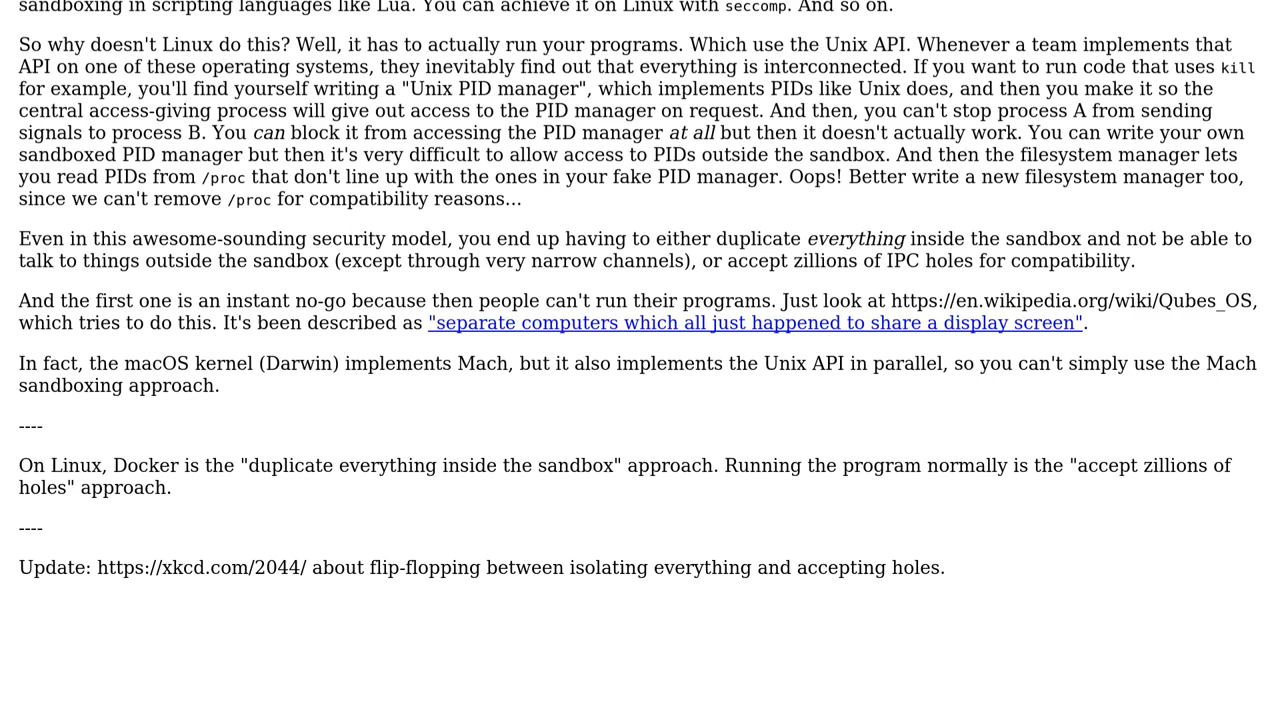 sandboxing in scripting languages like Lua. You can achieve it on Linux with seccomp. And so on.
So why doesn't Linux do this? Well, it has to actually run your programs. Which use the Unix API. Whenever a team implements that
API on one of these operating systems, they inevitably find out that everything is interconnected. If you want to run code that uses kill
for example, you'll find yourself writing a "Unix PID manager", which implements PIDs like Unix does, and then you make it so the
central access-giving process will give out access to the PID manager on request. And then, you can't stop process A from sending
signals to process B. You can block it from accessing the PID manager at all but then it doesn't actually work. You can write your own
sandboxed PID manager but then it's very difficult to allow access to PIDs outside the sandbox. And then the filesystem manager lets
you read PIDs from /proc that don't line up with the ones in your fake PID manager. Oops! Better write a new filesystem manager too,
since we can't remove /proc for compatibility reasons...
Even in this awesome-sounding security model, you end up having to either duplicate everything inside the sandbox and not be able to
talk to things outside the sandbox (except through very narrow channels), or accept zillions of IPC holes for compatibility.
And the first one is an instant no-go because then people can't run their programs. Just look at https://en.wikipedia.org/wiki/Qubes_OS,
which tries to do this. It's been described as "separate computers which all just happened to share a display screen".
In fact, the macOS kernel (Darwin) implements Mach, but it also implements the Unix API in parallel, so you can't simply use the Mach
sandboxing approach.
----
On Linux, Docker is the "duplicate everything inside the sandbox" approach. Running the program normally is the "accept zillions of
holes" approach.
----
Update: https://xkcd.com/2044/ about flip-flopping between isolating everything and accepting holes.